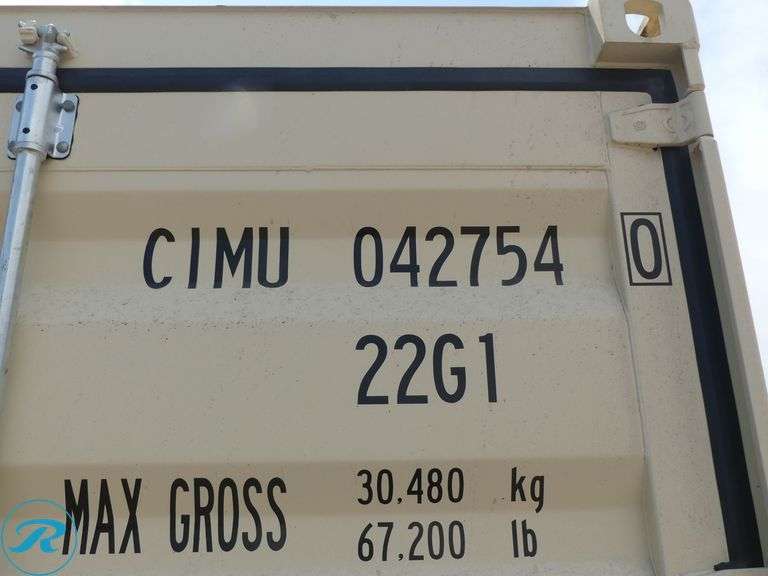 CIMU 042754 0
22G1
MAX GROSS 30,480 kg
67,200 lb
R